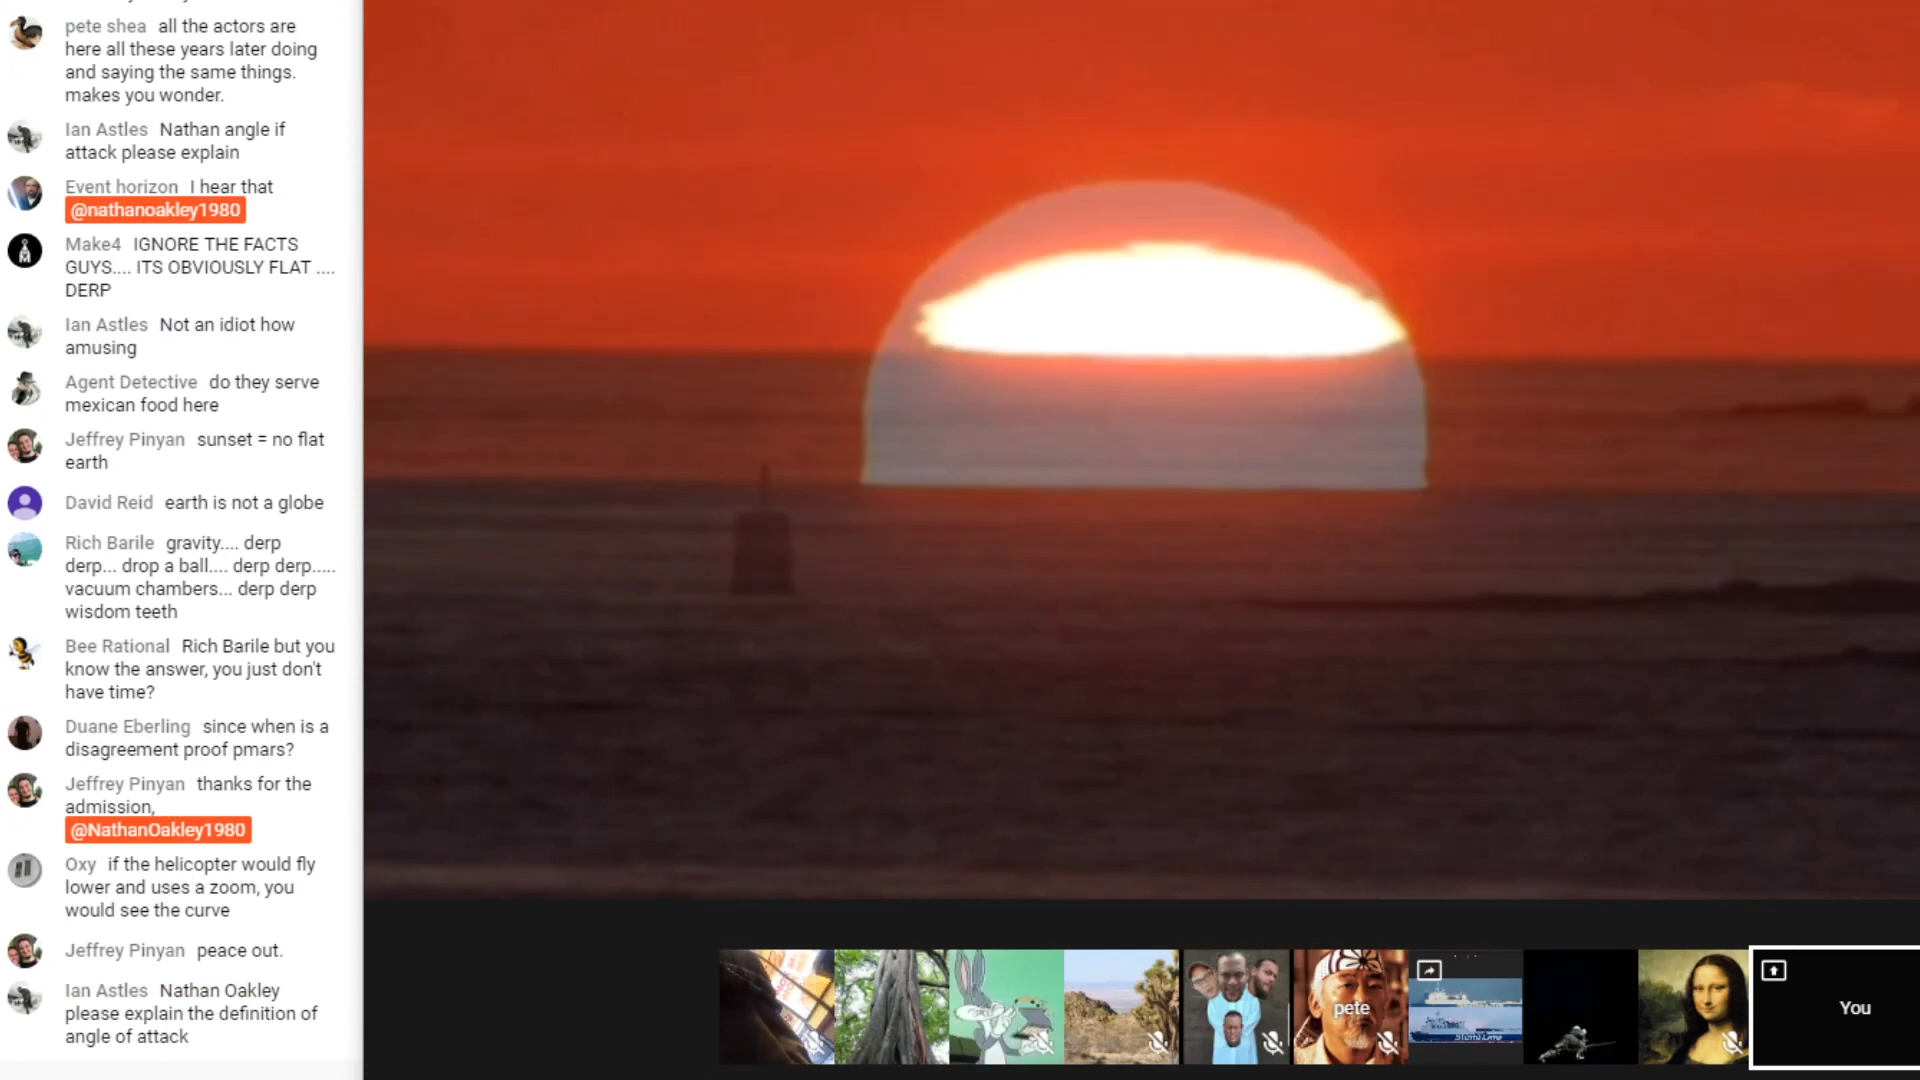 pete shea all the actors are
here all these years later doing
and saying the same things.
makes you wonder.
Ian Astles Nathan angle if
attack please explain
Event horizon I hear that
@nathanoakley1980
Make4 IGNORE THE FACTS
GUYS.... ITS OBVIOUSLY FLAT ....
DERP
Ian Astles Not an idiot how
amusing
Agent Detective do they serve
mexican food here
Jeffrey Pinyan sunset = no flat
earth
David Reid earth is not a globe
Rich Barile gravity.... derp
derp... drop a ball.... derp derp.....
vacuum chambers... derp derp
wisdom teeth
Bee Rational Rich Barile but you
know the answer, you just don't
have time?
Duane Eberling since when is a
disagreement proof pmars?
Jeffrey Pinyan thanks for the
admission,
@NathanOakley1980
Oxy if the helicopter would fly
lower and uses a zoom, you
would see the curve
Jeffrey Pinyan peace out.
Ian Astles Nathan Oakley
please explain the definition of
angle of attack
pete
Stena Line
You